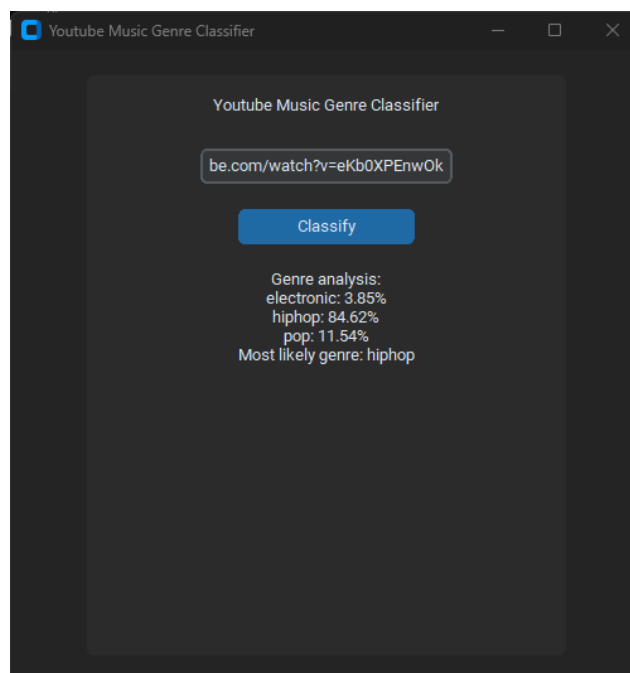 Youtube Music Genre Classifier
Youtube Music Genre Classifier
be.com/watch?v=eKb0XPEnwOk
Classify
Genre analysis:
electronic: 3.85%
hiphop: 84.62%
pop: 11.54%
Most likely genre: hiphop